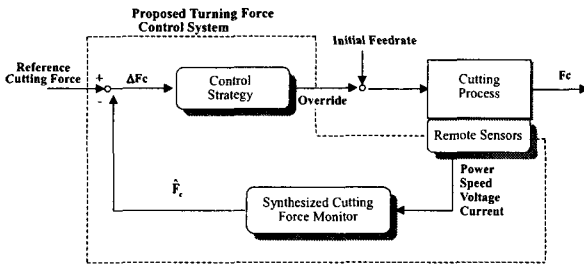 Proposed Turning Force
Control System
Initial Feedrate
Reference
Cutting Force
+
-
ΔFc
Control
Strategy
Override
Cutting
Process
Fc
Remote Sensors
Power
Speed
Voltage
Current
F̂c
Synthesized Cutting
Force Monitor